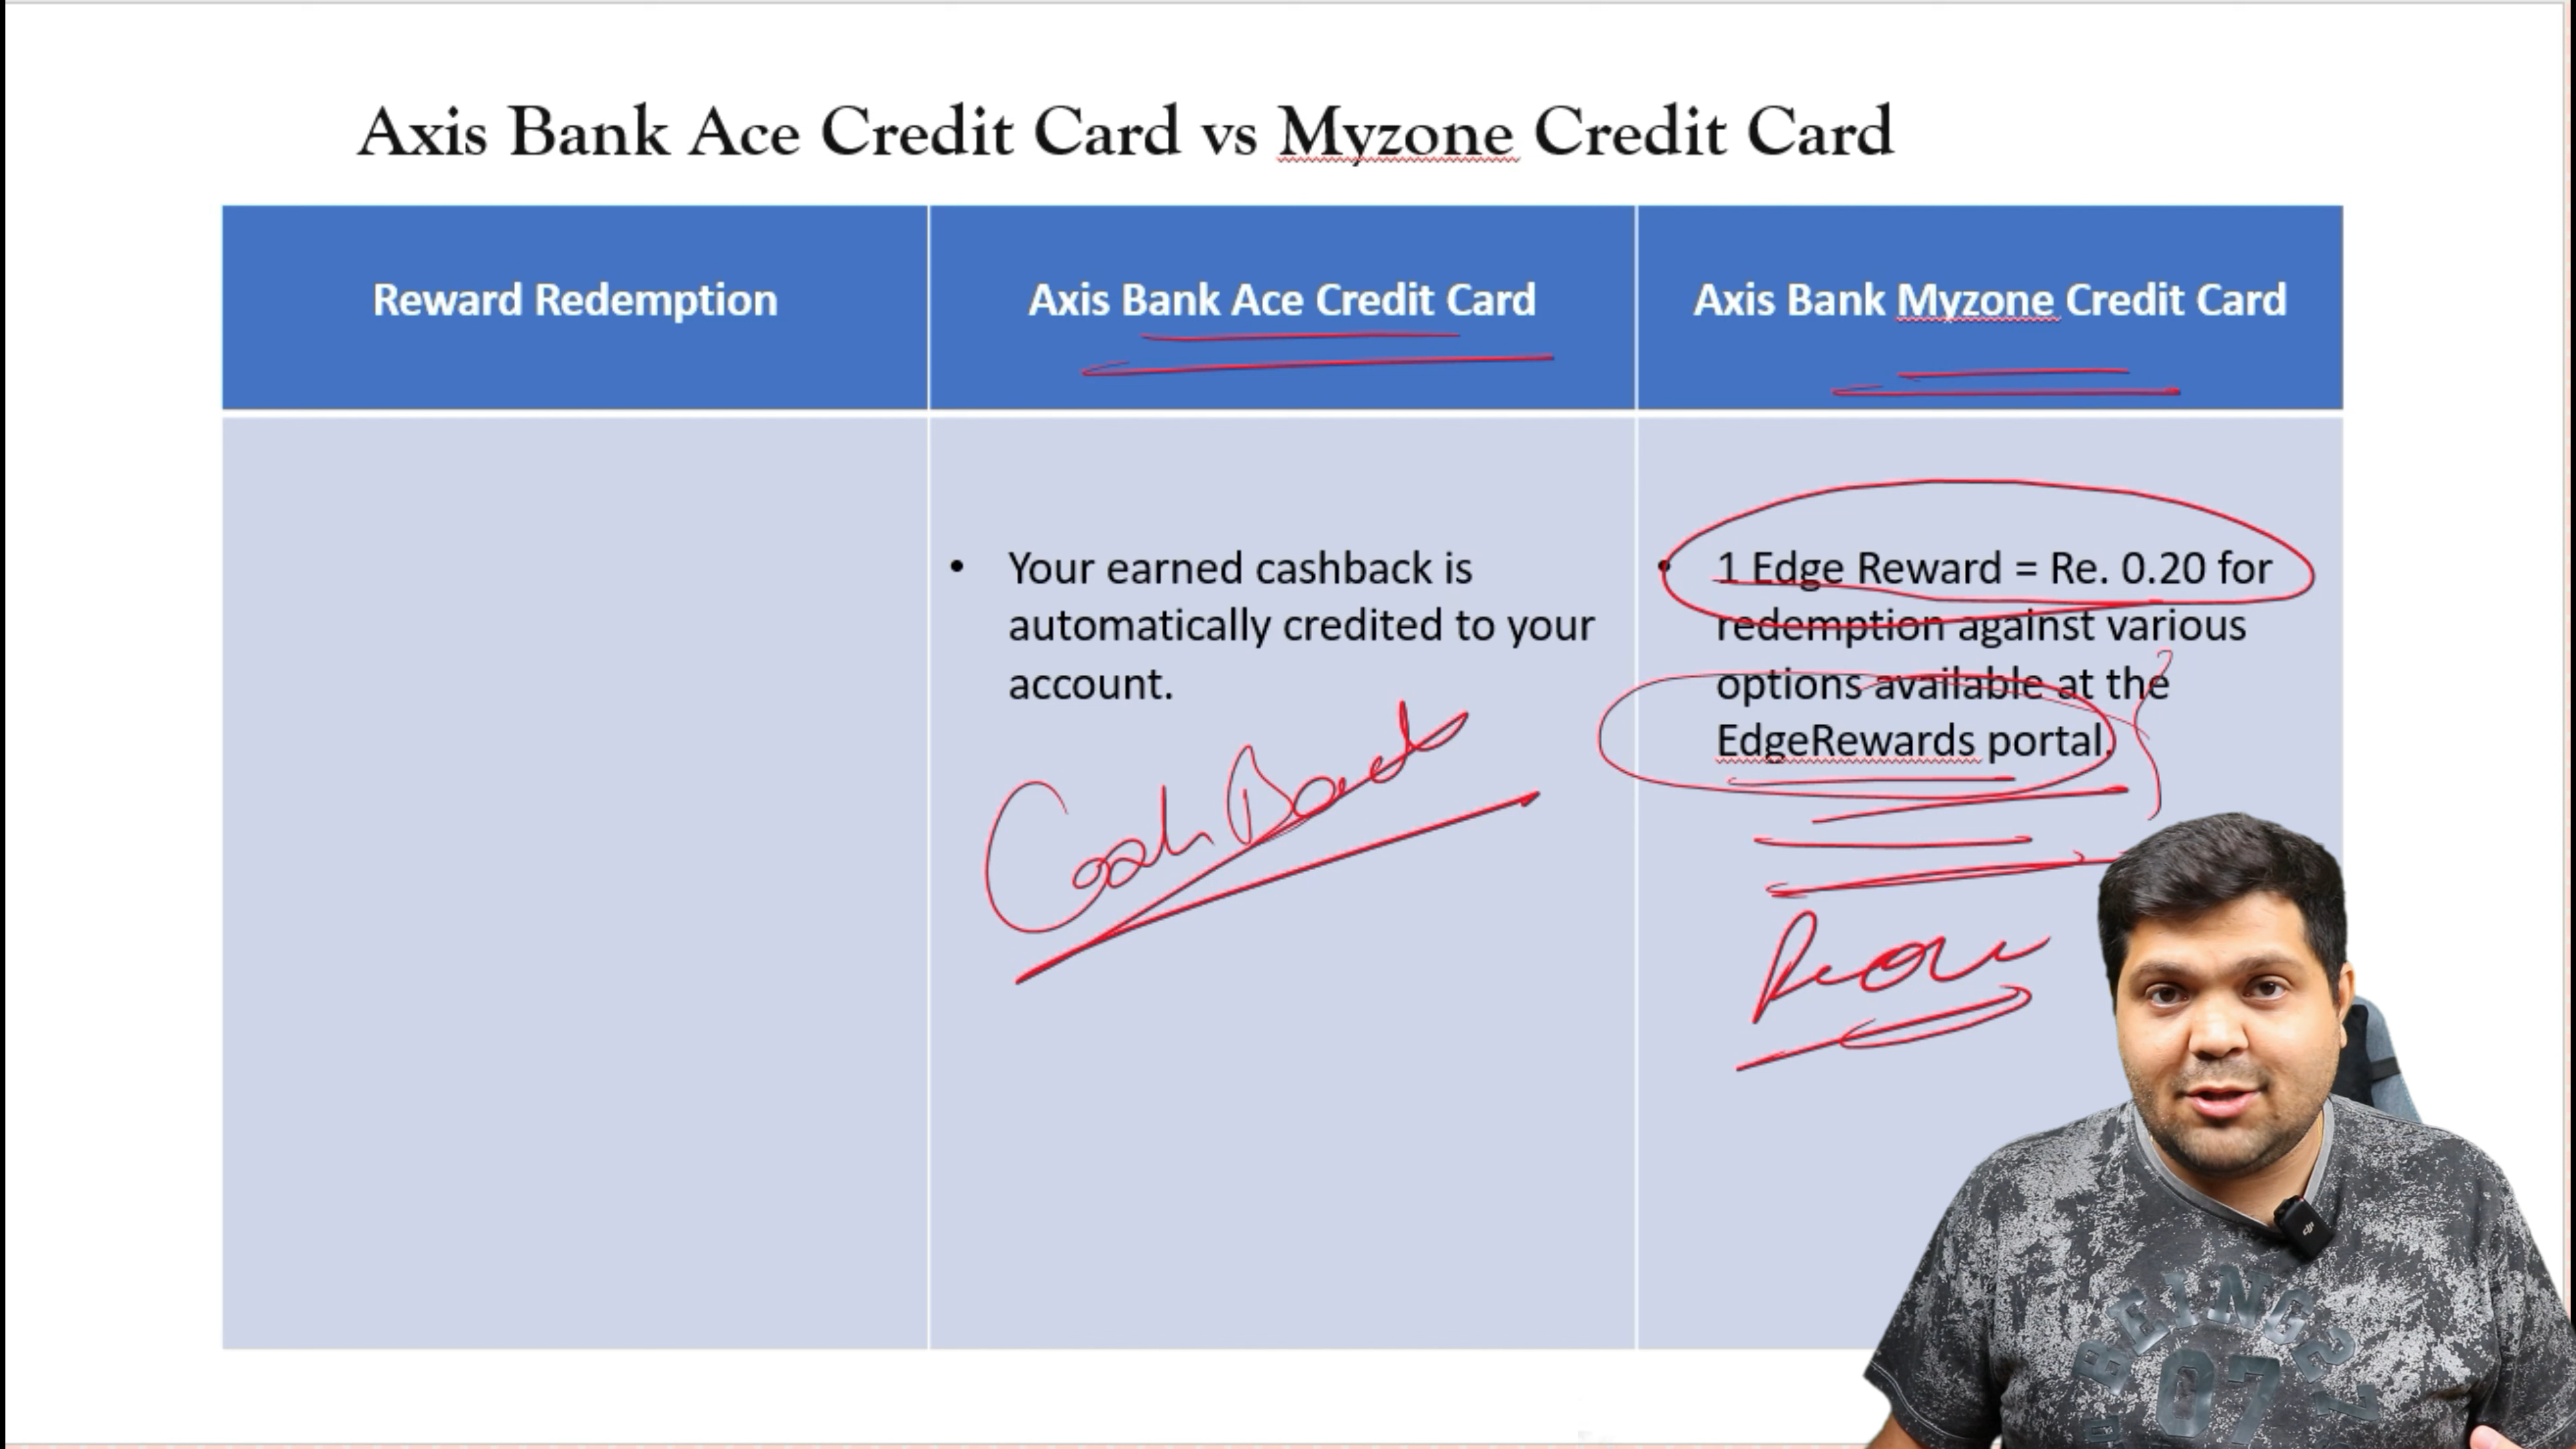 Axis Bank Ace Credit Card vs Myzone Credit Card
Reward Redemption
Axis Bank Ace Credit Card
Axis Bank Myzone Credit Card
• Your earned cashback is
automatically credited to your
account.
Cash Back
• 1 Edge Reward = Re. 0.20 for
redemption against various
options available at the
EdgeRewards portal.
BEING
07